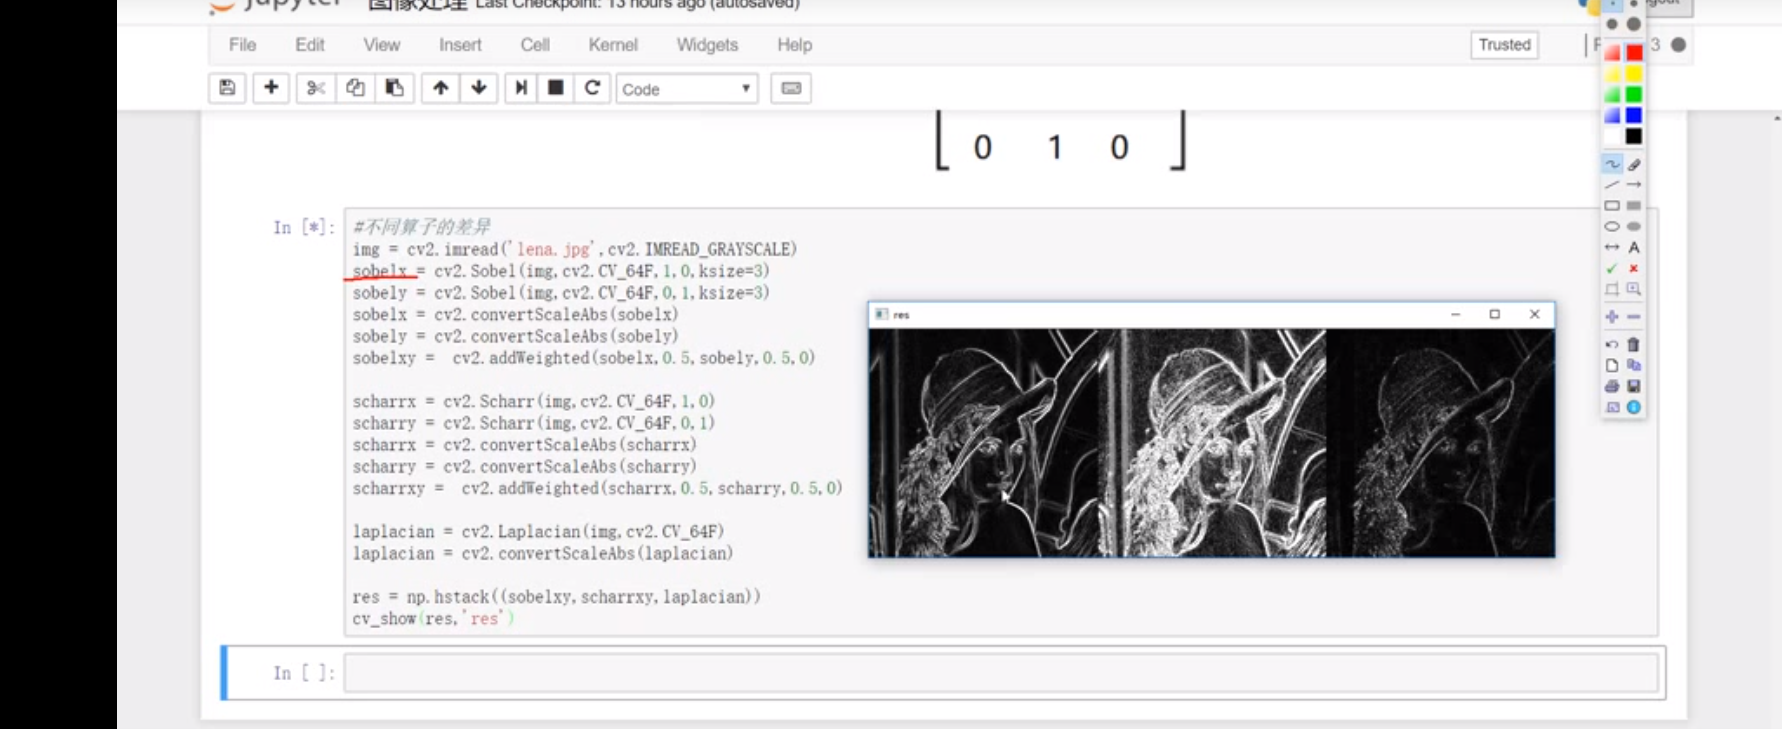 jupyter 图像处理 Last Checkpoint: 13 hours ago (autosaved)
File Edit View Insert Cell Kernel Widgets Help Trusted 3
Code
0 1 0
In [*]:
#不同算子的差异
img = cv2.imread('lena.jpg',cv2.IMREAD_GRAYSCALE)
sobelx = cv2.Sobel(img,cv2.CV_64F,1,0,ksize=3)
sobely = cv2.Sobel(img,cv2.CV_64F,0,1,ksize=3)
sobelx = cv2.convertScaleAbs(sobelx)
sobely = cv2.convertScaleAbs(sobely)
sobelxy =  cv2.addWeighted(sobelx,0.5,sobely,0.5,0)
scharrx = cv2.Scharr(img,cv2.CV_64F,1,0)
scharry = cv2.Scharr(img,cv2.CV_64F,0,1)
scharrx = cv2.convertScaleAbs(scharrx)
scharry = cv2.convertScaleAbs(scharry)
scharrxy =  cv2.addWeighted(scharrx,0.5,scharry,0.5,0)
laplacian = cv2.Laplacian(img,cv2.CV_64F)
laplacian = cv2.convertScaleAbs(laplacian)
res = np.hstack((sobelxy,scharrxy,laplacian))
cv_show(res,'res')
res
A
In [ ]: